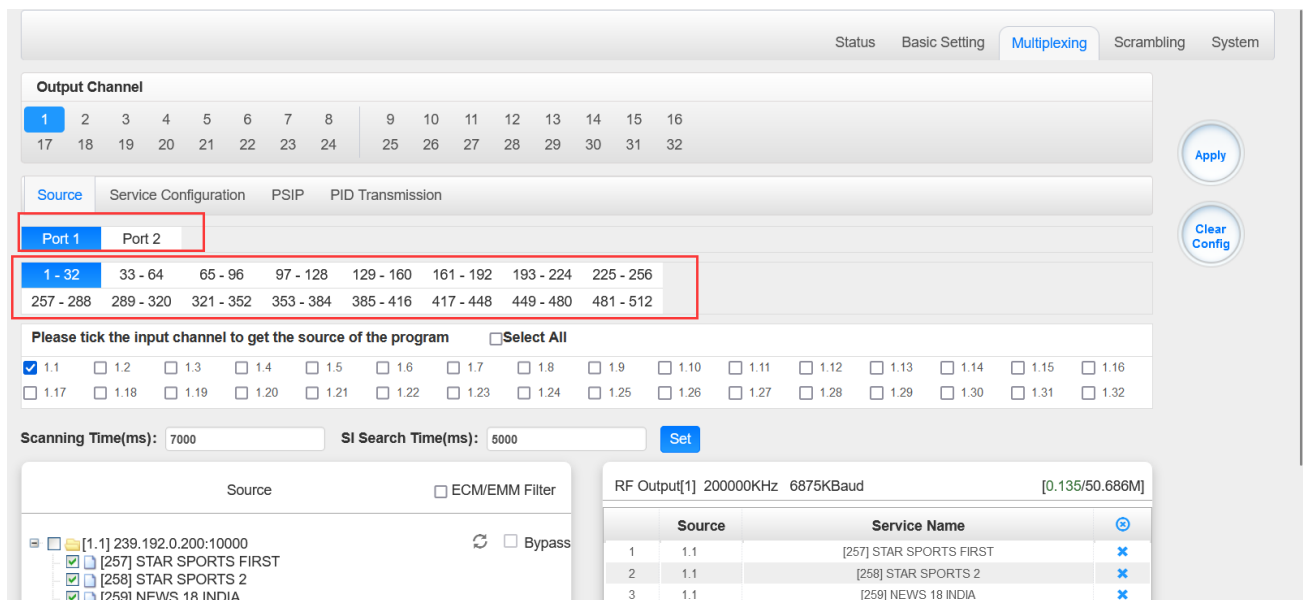 Status Basic Setting Multiplexing Scrambling System
Output Channel
1 2 3 4 5 6 7 8 9 10 11 12 13 14 15 16
17 18 19 20 21 22 23 24 25 26 27 28 29 30 31 32
Apply
Source Service Configuration PSIP PID Transmission
Clear
Config
Port 1 Port 2
1 - 32 33 - 64 65 - 96 97 - 128 129 - 160 161 - 192 193 - 224 225 - 256
257 - 288 289 - 320 321 - 352 353 - 384 385 - 416 417 - 448 449 - 480 481 - 512
Please tick the input channel to get the source of the program Select All
1.1 1.2 1.3 1.4 1.5 1.6 1.7 1.8 1.9 1.10 1.11 1.12 1.13 1.14 1.15 1.16
1.17 1.18 1.19 1.20 1.21 1.22 1.23 1.24 1.25 1.26 1.27 1.28 1.29 1.30 1.31 1.32
Scanning Time(ms): 7000 SI Search Time(ms): 5000 Set
Source ECM/EMM Filter
[1.1] 239.192.0.200:10000 Bypass
[257] STAR SPORTS FIRST
[258] STAR SPORTS 2
[259] NEWS 18 INDIA
RF Output[1] 200000KHz 6875KBaud [0.135/50.686M]
Source Service Name
1 1.1 [257] STAR SPORTS FIRST
2 1.1 [258] STAR SPORTS 2
3 1.1 [259] NEWS 18 INDIA